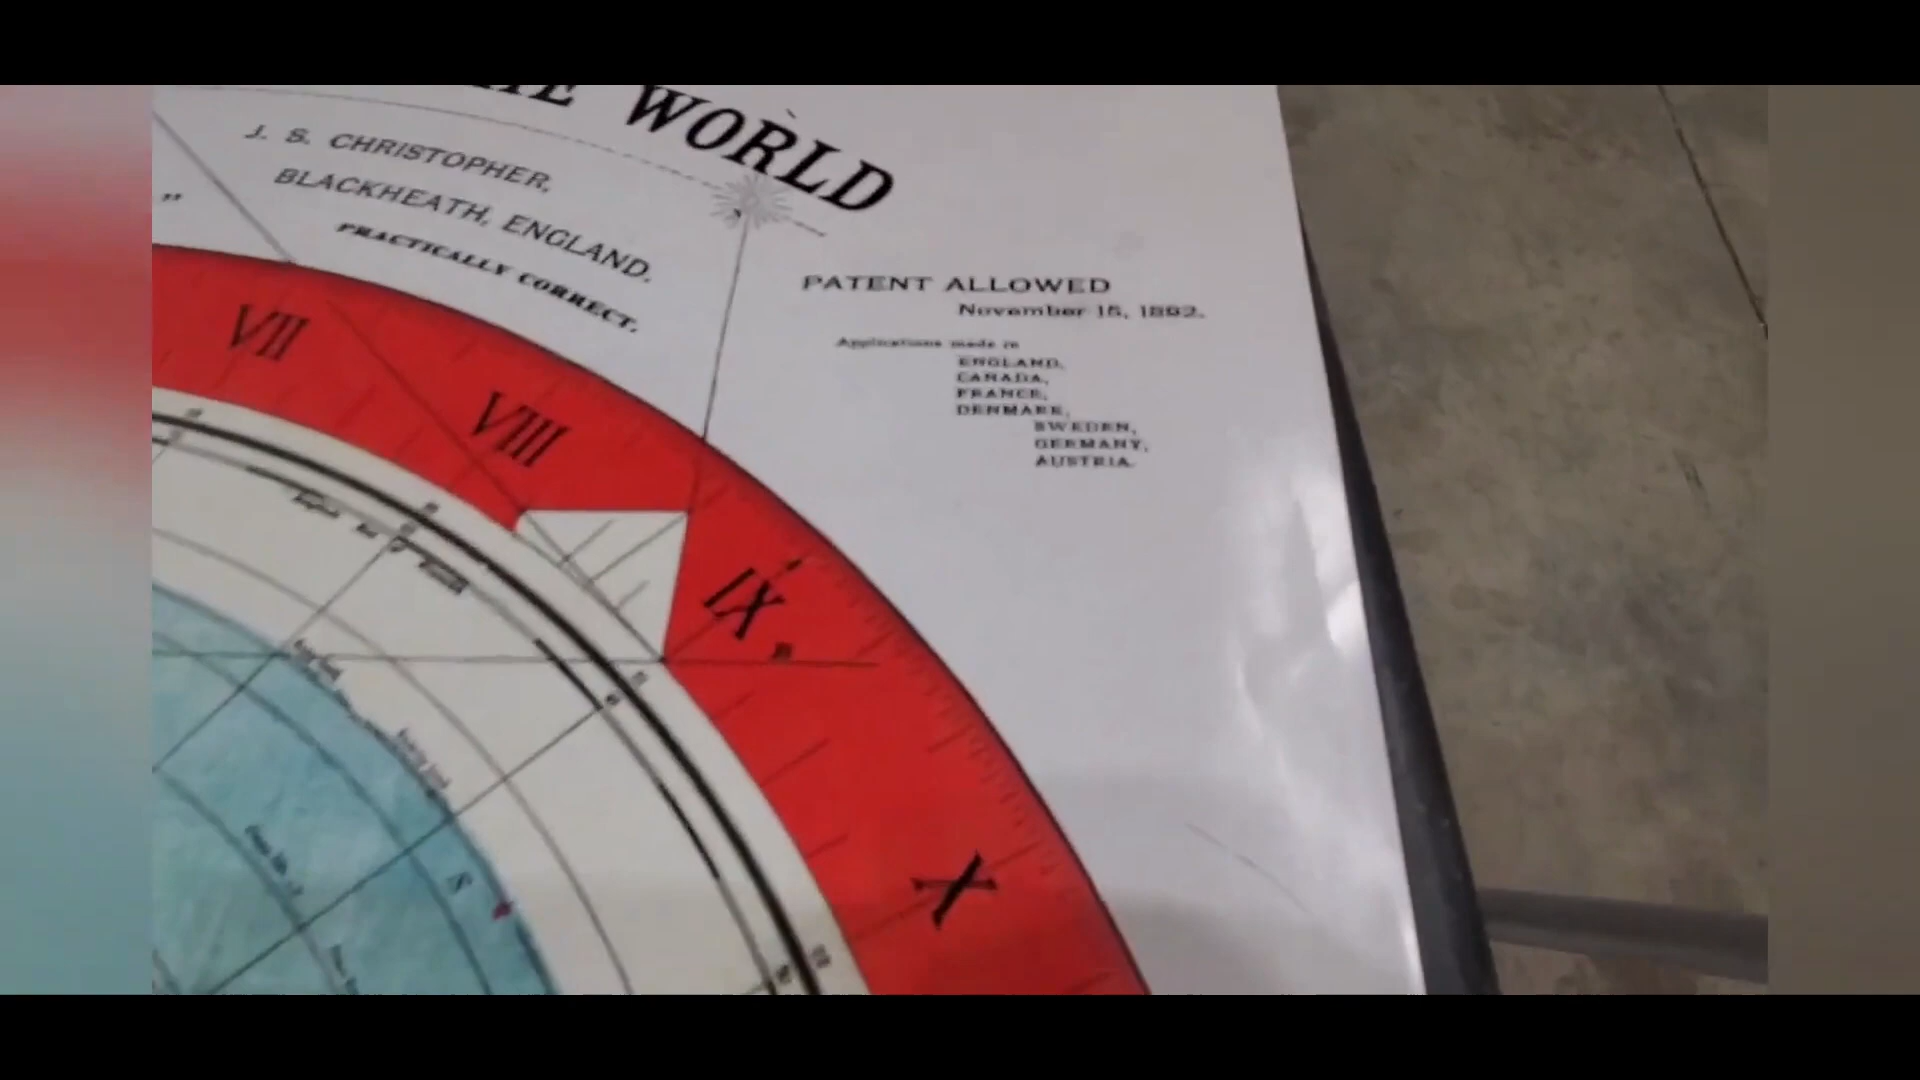 THE WORLD
J. S. CHRISTOPHER,
BLACKHEATH, ENGLAND.
PRACTICALLY CORRECT.
"
PATENT ALLOWED
November 15, 1892.
Applications made in
ENGLAND,
CANADA,
FRANCE,
DENMARK,
SWEDEN,
GERMANY,
AUSTRIA.
VII
VIII
IX
X
S